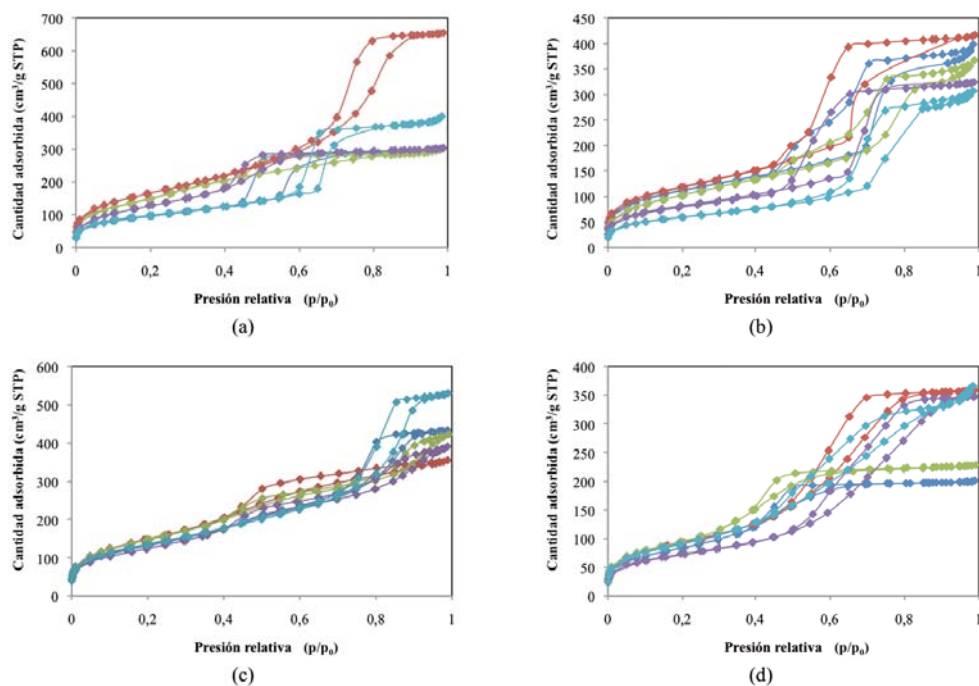 Cantidad adsorbida (cm³/g STP)
700
600
500
400
300
200
100
0
0 0,2 0,4 0,6 0,8 1
Presión relativa (p/p₀)
(a)
Cantidad adsorbida (cm³/g STP)
450
400
350
300
250
200
150
100
50
0
0 0,2 0,4 0,6 0,8 1
Presión relativa (p/p₀)
(b)
Cantidad adsorbida (cm³/g STP)
600
500
400
300
200
100
0
0 0,2 0,4 0,6 0,8 1
Presión relativa (p/p₀)
(c)
Cantidad adsorbida (cm³/g STP)
400
350
300
250
200
150
100
50
0
0 0,2 0,4 0,6 0,8 1
Presión relativa (p/p₀)
(d)